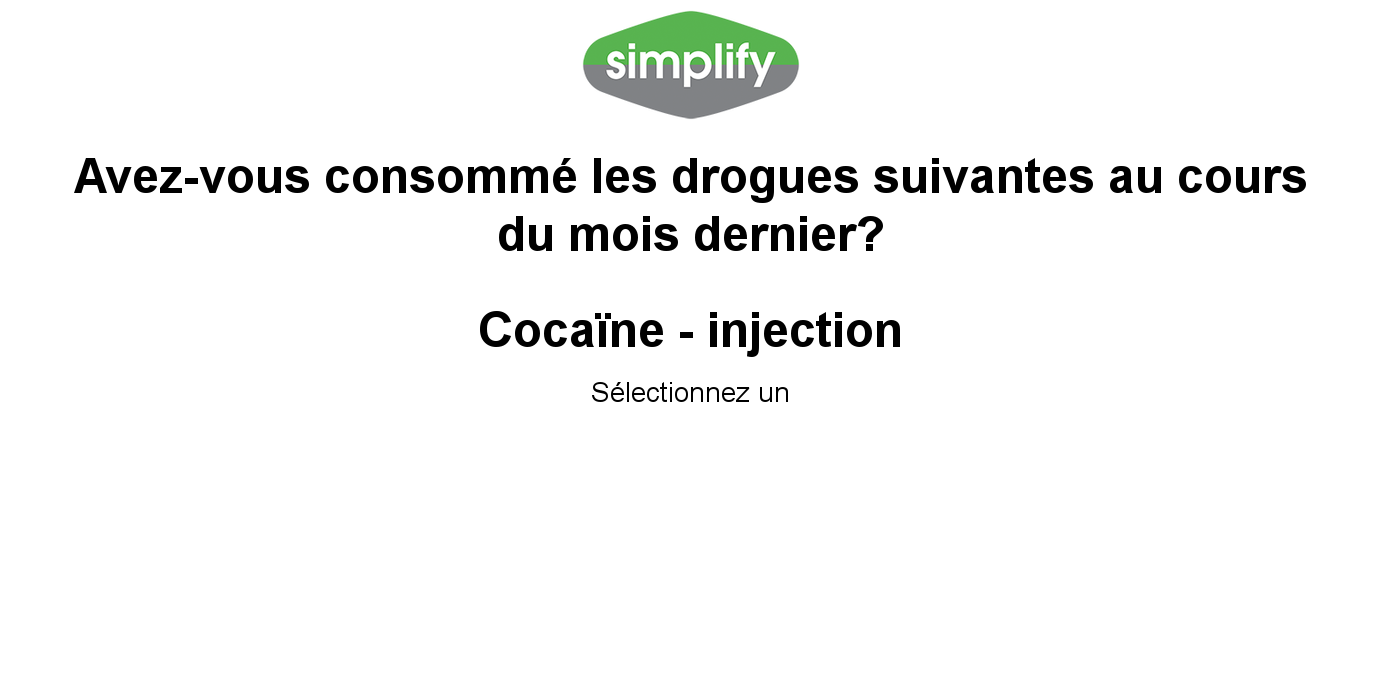 simplify
Avez-vous consommé les drogues suivantes au cours
du mois dernier?
Cocaïne - injection
Sélectionnez un